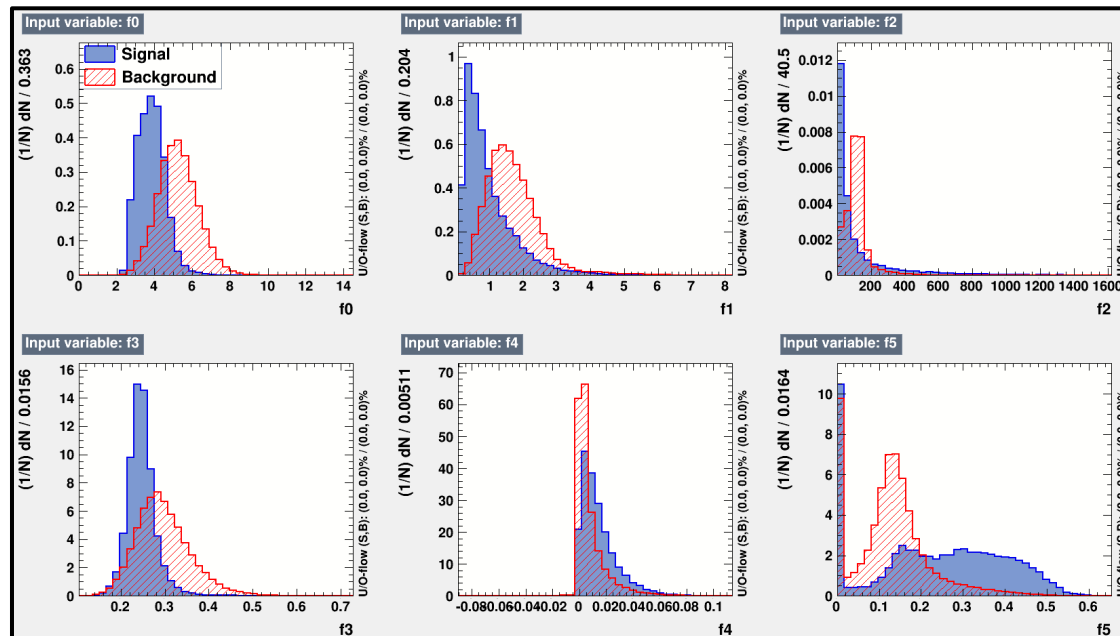 Input variable: f0
(1/N) dN / 0.363
0.6
0.5
0.4
0.3
0.2
0.1
0
Signal
Background
0 2 4 6 8 10 12 14
f0
U/O-flow (S,B): (0.0, 0.0)% / (0.0, 0.0)%
Input variable: f1
(1/N) dN / 0.204
1
0.8
0.6
0.4
0.2
0
1 2 3 4 5 6 7 8
f1
U/O-flow (S,B): (0.0, 0.0)% / (0.0, 0.0)%
Input variable: f2
(1/N) dN / 40.5
0.012
0.01
0.008
0.006
0.004
0.002
0
200 400 600 800 1000 1200 1400 1600
f2
(0.0, 0.0)% / (0.0, 0.0)%
Input variable: f3
(1/N) dN / 0.0156
16
14
12
10
8
6
4
2
0
0.2 0.3 0.4 0.5 0.6 0.7
f3
U/O-flow (S,B): (0.0, 0.0)% / (0.0, 0.0)%
Input variable: f4
(1/N) dN / 0.00511
70
60
50
40
30
20
10
0
-0.08 -0.06 -0.04 -0.02 0 0.02 0.04 0.06 0.08 0.1
f4
U/O-flow (S,B): (0.0, 0.0)% / (0.0, 0.0)%
Input variable: f5
(1/N) dN / 0.0164
10
8
6
4
2
0
0 0.1 0.2 0.3 0.4 0.5 0.6
f5